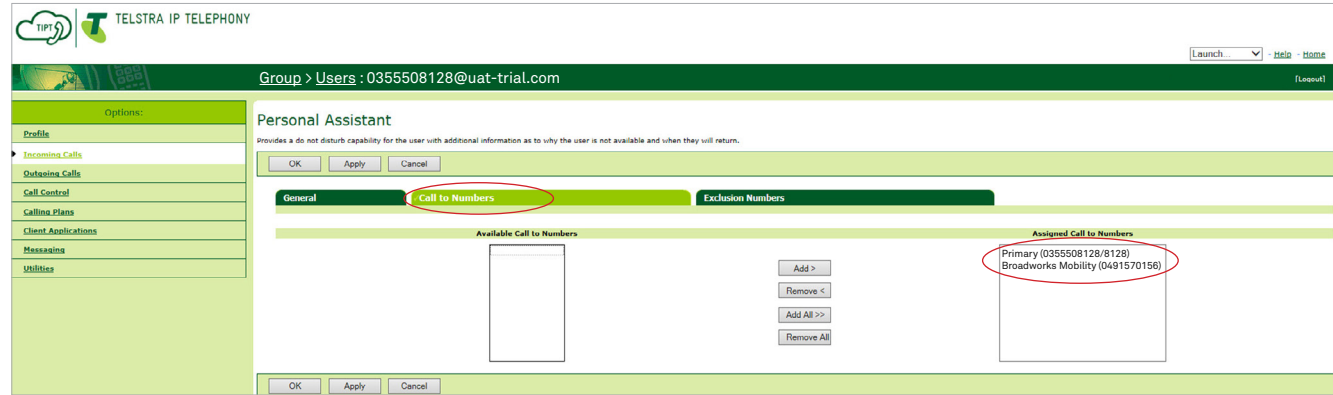 TIPT
TELSTRA IP TELEPHONY
Launch... - Help - Home
Group > Users : 0355508128@uat-trial.com
[Logout]
Options:
Profile
Incoming Calls
Outgoing Calls
Call Control
Calling Plans
Client Applications
Messaging
Utilities
Personal Assistant
Provides a do not disturb capability for the user with additional information as to why the user is not available and when they will return.
OK Apply Cancel
General Call to Numbers Exclusion Numbers
Available Call to Numbers Assigned Call to Numbers
Primary (0355508128/8128)
Broadworks Mobility (0491570156)
Add >
Remove <
Add All >>
Remove All
OK Apply Cancel